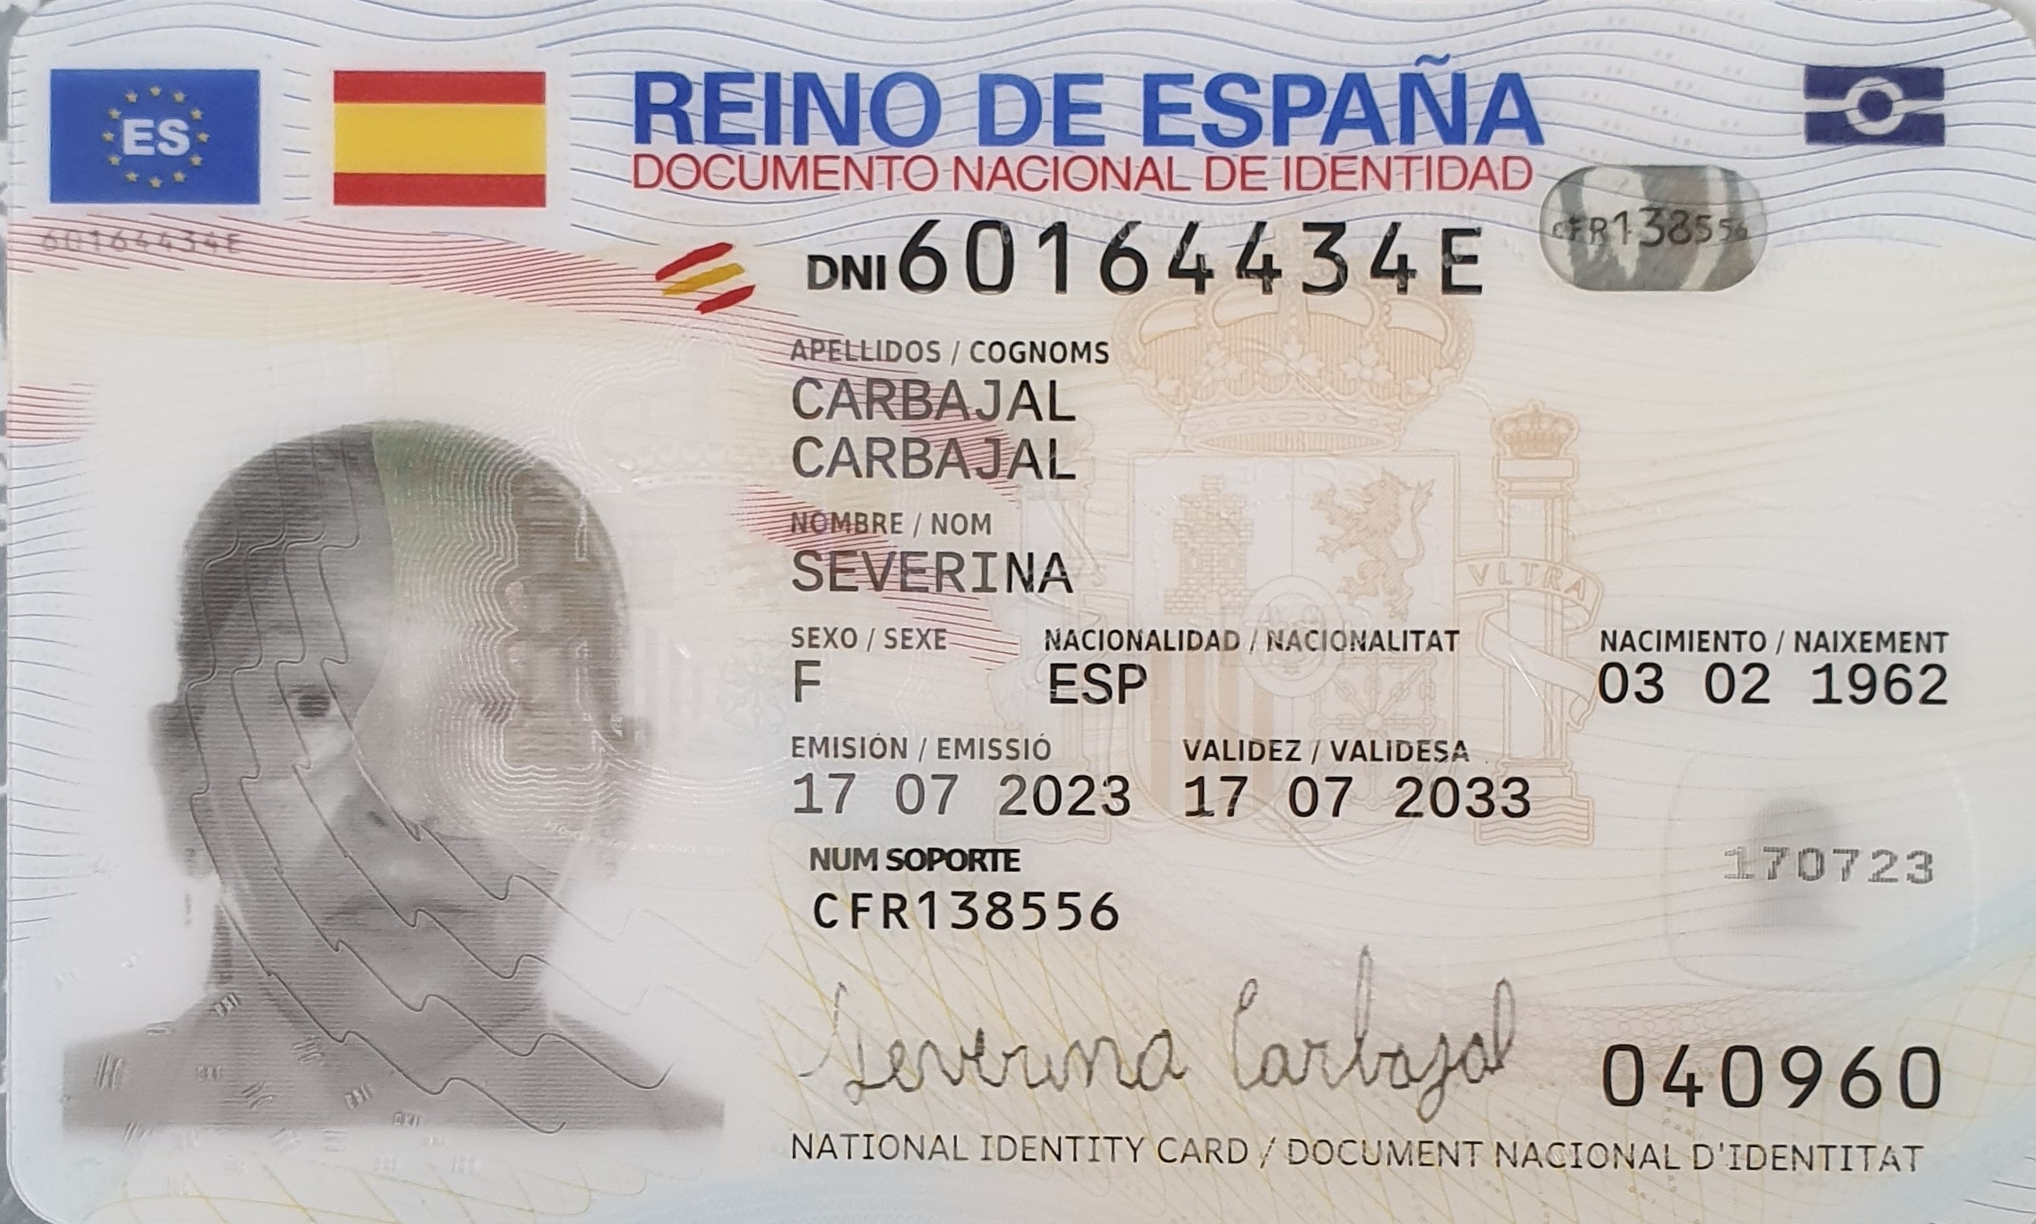 ES
REINO DE ESPAÑA
DOCUMENTO NACIONAL DE IDENTIDAD
60164434E
DNI 60164434E
CFR138556
APELLIDOS / COGNOMS
CARBAJAL
CARBAJAL
NOMBRE / NOM
SEVERINA
VLTRA
SEXO / SEXE NACIONALIDAD / NACIONALITAT NACIMIENTO / NAIXEMENT
F ESP 03 02 1962
EMISIÓN / EMISSIÓ VALIDEZ / VALIDESA
17 07 2023 17 07 2033
170723
NUM SOPORTE
CFR138556
Severina Carbajal
040960
NATIONAL IDENTITY CARD / DOCUMENT NACIONAL D'IDENTITAT